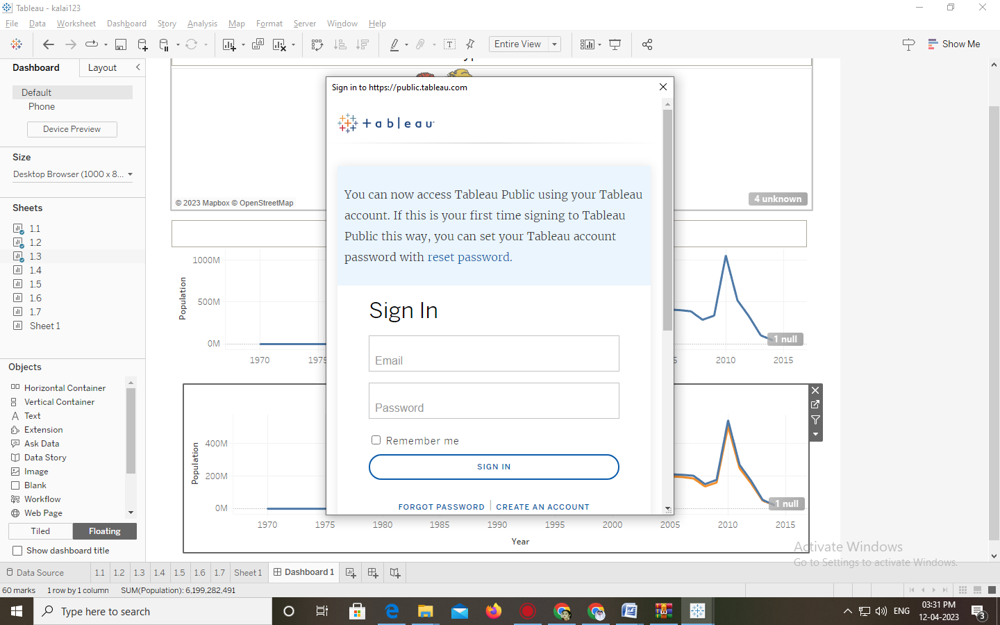 Tableau - kalai123
File Data Worksheet Dashboard Story Analysis Map Format Server Window Help
Entire View
Show Me
Dashboard Layout
Default
Phone
Device Preview
Size
Desktop Browser (1000 x 8...
Sheets
1.1
1.2
1.3
1.4
1.5
1.6
1.7
Sheet 1
Objects
Horizontal Container
Vertical Container
Text
Extension
Ask Data
Data Story
Image
Blank
Workflow
Web Page
Tiled Floating
Show dashboard title
© 2023 Mapbox © OpenStreetMap
4 unknown
Population
1000M
500M
0M
1970
2010 2015
1 null
Population
400M
200M
0M
1 null
1970 1975 1980 1985 1990 1995 2000 2005 2010 2015
Year
Sign in to https://public.tableau.com
+ableau
You can now access Tableau Public using your Tableau
account. If this is your first time signing to Tableau
Public this way, you can set your Tableau account
password with reset password.
Sign In
Email
Password
Remember me
SIGN IN
FORGOT PASSWORD | CREATE AN ACCOUNT
Activate Windows
Go to Settings to activate Windows.
Data Source 1.1 1.2 1.3 1.4 1.5 1.6 1.7 Sheet 1 Dashboard 1
60 marks 1 row by 1 column SUM(Population): 6,199,282,491
Type here to search
ENG
03:31 PM
12-04-2023
3